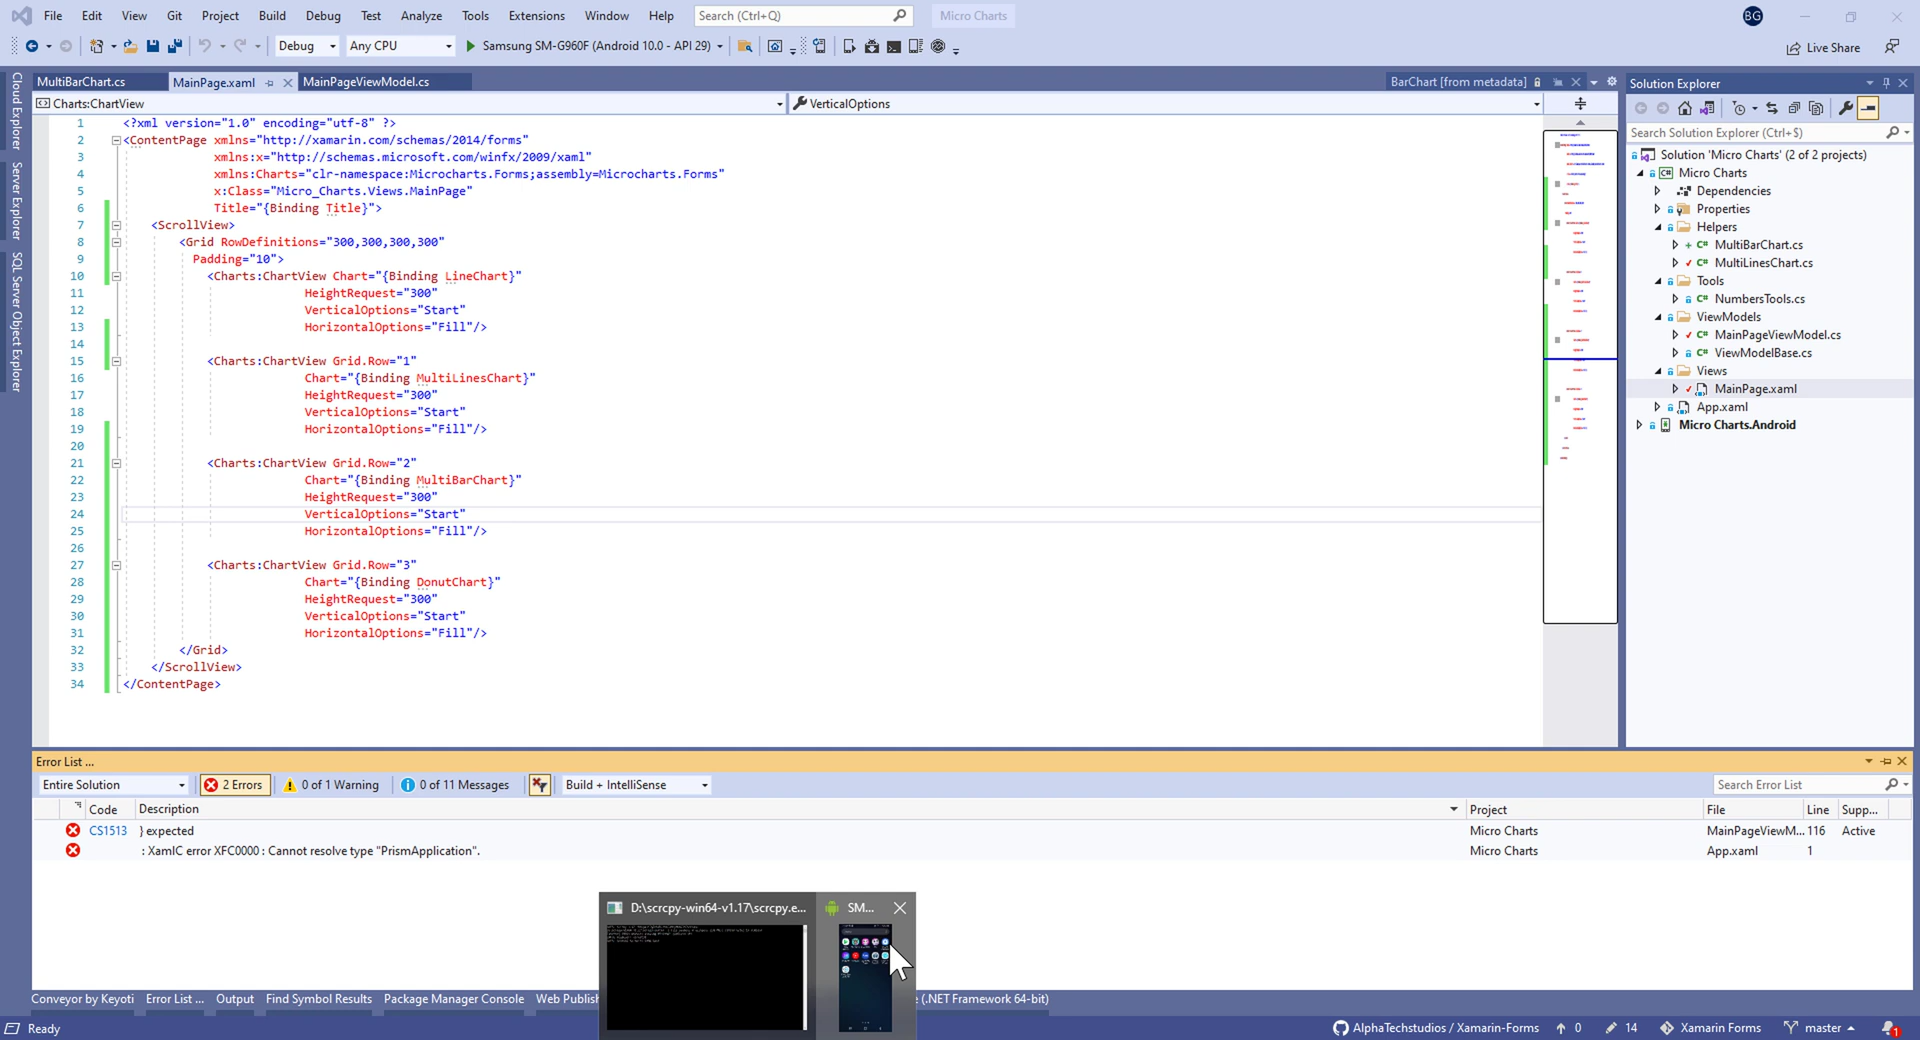 File Edit View Git Project Build Debug Test Analyze Tools Extensions Window Help Search (Ctrl+Q) Micro Charts BG
Debug Any CPU Samsung SM-G960F (Android 10.0 - API 29) Live Share
MultiBarChart.cs MainPage.xaml MainPageViewModel.cs BarChart [from metadata]
Charts:ChartView VerticalOptions
Cloud Explorer
Server Explorer
SQL Server Object Explorer
1 <?xml version="1.0" encoding="utf-8" ?>
2 <ContentPage xmlns="http://xamarin.com/schemas/2014/forms"
3 xmlns:x="http://schemas.microsoft.com/winfx/2009/xaml"
4 xmlns:Charts="clr-namespace:Microcharts.Forms;assembly=Microcharts.Forms"
5 x:Class="Micro_Charts.Views.MainPage"
6 Title="{Binding Title}">
7 <ScrollView>
8 <Grid RowDefinitions="300,300,300,300"
9 Padding="10">
10 <Charts:ChartView Chart="{Binding LineChart}"
11 HeightRequest="300"
12 VerticalOptions="Start"
13 HorizontalOptions="Fill"/>
14
15 <Charts:ChartView Grid.Row="1"
16 Chart="{Binding MultiLinesChart}"
17 HeightRequest="300"
18 VerticalOptions="Start"
19 HorizontalOptions="Fill"/>
20
21 <Charts:ChartView Grid.Row="2"
22 Chart="{Binding MultiBarChart}"
23 HeightRequest="300"
24 VerticalOptions="Start"
25 HorizontalOptions="Fill"/>
26
27 <Charts:ChartView Grid.Row="3"
28 Chart="{Binding DonutChart}"
29 HeightRequest="300"
30 VerticalOptions="Start"
31 HorizontalOptions="Fill"/>
32 </Grid>
33 </ScrollView>
34 </ContentPage>
Solution Explorer
Search Solution Explorer (Ctrl+$)
Solution 'Micro Charts' (2 of 2 projects)
C# Micro Charts
Dependencies
Properties
Helpers
C# MultiBarChart.cs
C# MultiLinesChart.cs
Tools
C# NumbersTools.cs
ViewModels
C# MainPageViewModel.cs
C# ViewModelBase.cs
Views
MainPage.xaml
App.xaml
Micro Charts.Android
Error List ...
Entire Solution 2 Errors 0 of 1 Warning 0 of 11 Messages Build + IntelliSense Search Error List
Code Description Project File Line Supp...
CS1513 } expected Micro Charts MainPageViewM... 116 Active
: XamlC error XFC0000 : Cannot resolve type "PrismApplication". Micro Charts App.xaml 1
D:\scrcpy-win64-v1.17\scrcpy.e... SM...
Conveyor by Keyoti Error List ... Output Find Symbol Results Package Manager Console Web Publish (.NET Framework 64-bit)
Ready AlphaTechstudios / Xamarin-Forms 0 14 Xamarin Forms master 1